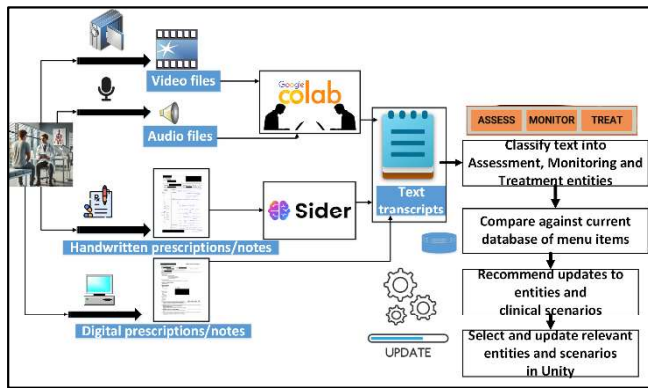 Video files
Audio files
Google
colab
Handwritten prescriptions/notes
Sider
Digital prescriptions/notes
Text
transcripts
UPDATE
ASSESS
MONITOR
TREAT
Classify text into
Assessment, Monitoring and
Treatment entities
Compare against current
database of menu items
Recommend updates to
entities and
clinical scenarios
Select and update relevant
entities and scenarios
in Unity